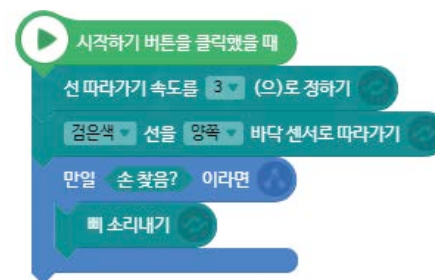 시작하기 버튼을 클릭했을 때
선 따라가기 속도를 3 (으)로 정하기
검은색 선을 양쪽 바닥 센서로 따라가기
만일 손 찾음? 이라면
삐 소리내기